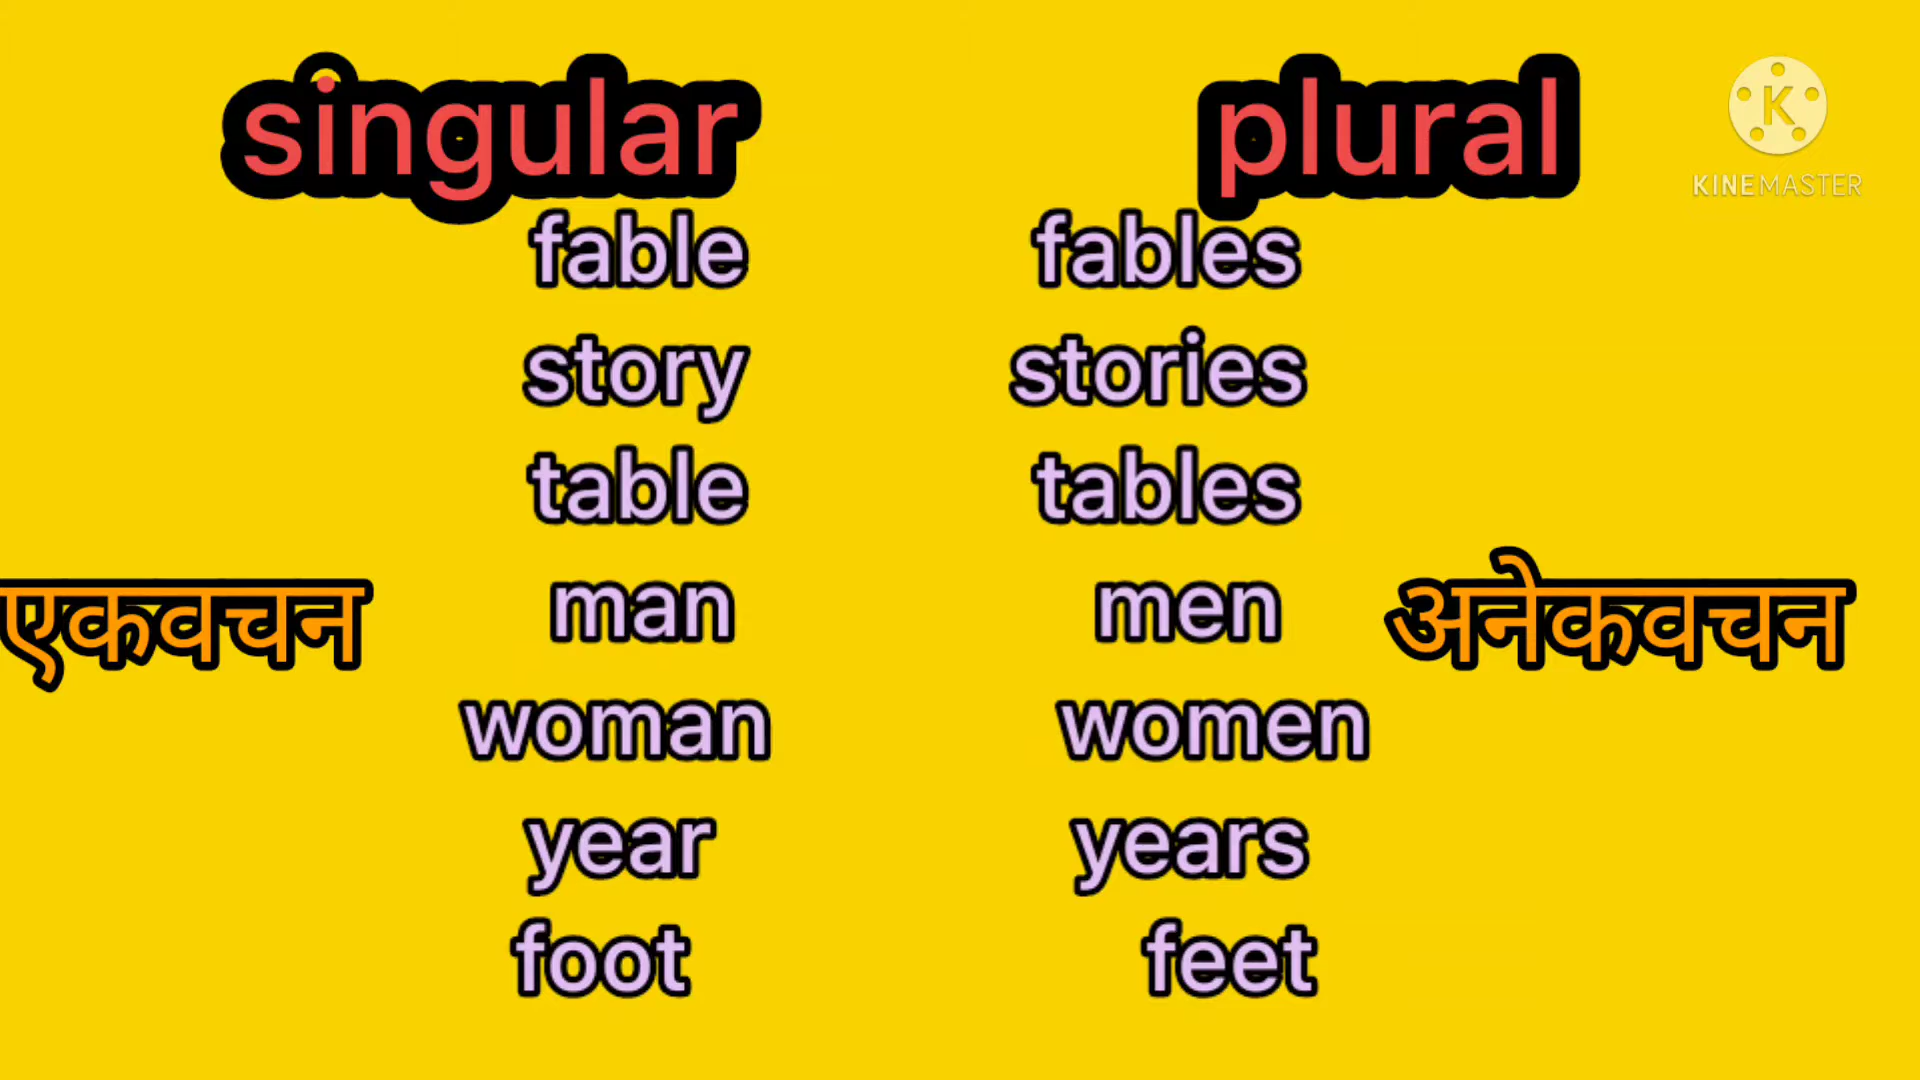 singular plural
KINEMASTER
fable fables
story stories
table tables
man men
एकवचन अनेकवचन
woman women
year years
foot feet